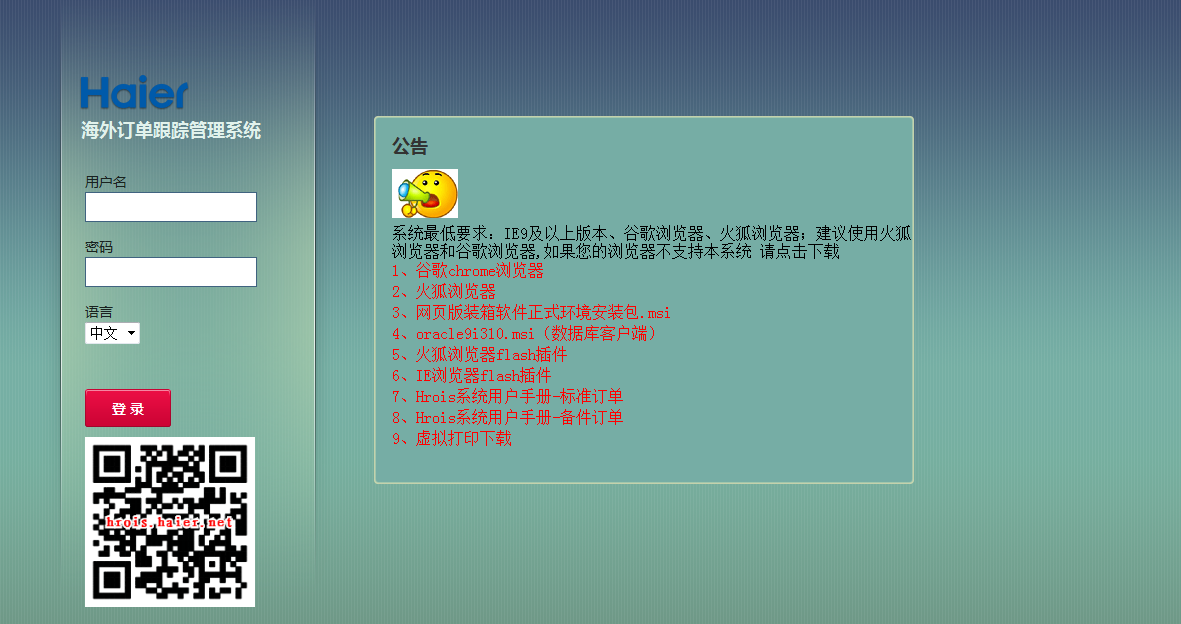 Haier
海外订单跟踪管理系统
用户名
密码
语言
中文
登 录
hrois.haier.net
公告
系统最低要求：IE9及以上版本、谷歌浏览器、火狐浏览器；建议使用火狐
浏览器和谷歌浏览器,如果您的浏览器不支持本系统 请点击下载
1、谷歌chrome浏览器
2、火狐浏览器
3、网页版装箱软件正式环境安装包.msi
4、oracle9i310.msi（数据库客户端）
5、火狐浏览器flash插件
6、IE浏览器flash插件
7、Hrois系统用户手册-标准订单
8、Hrois系统用户手册-备件订单
9、虚拟打印下载